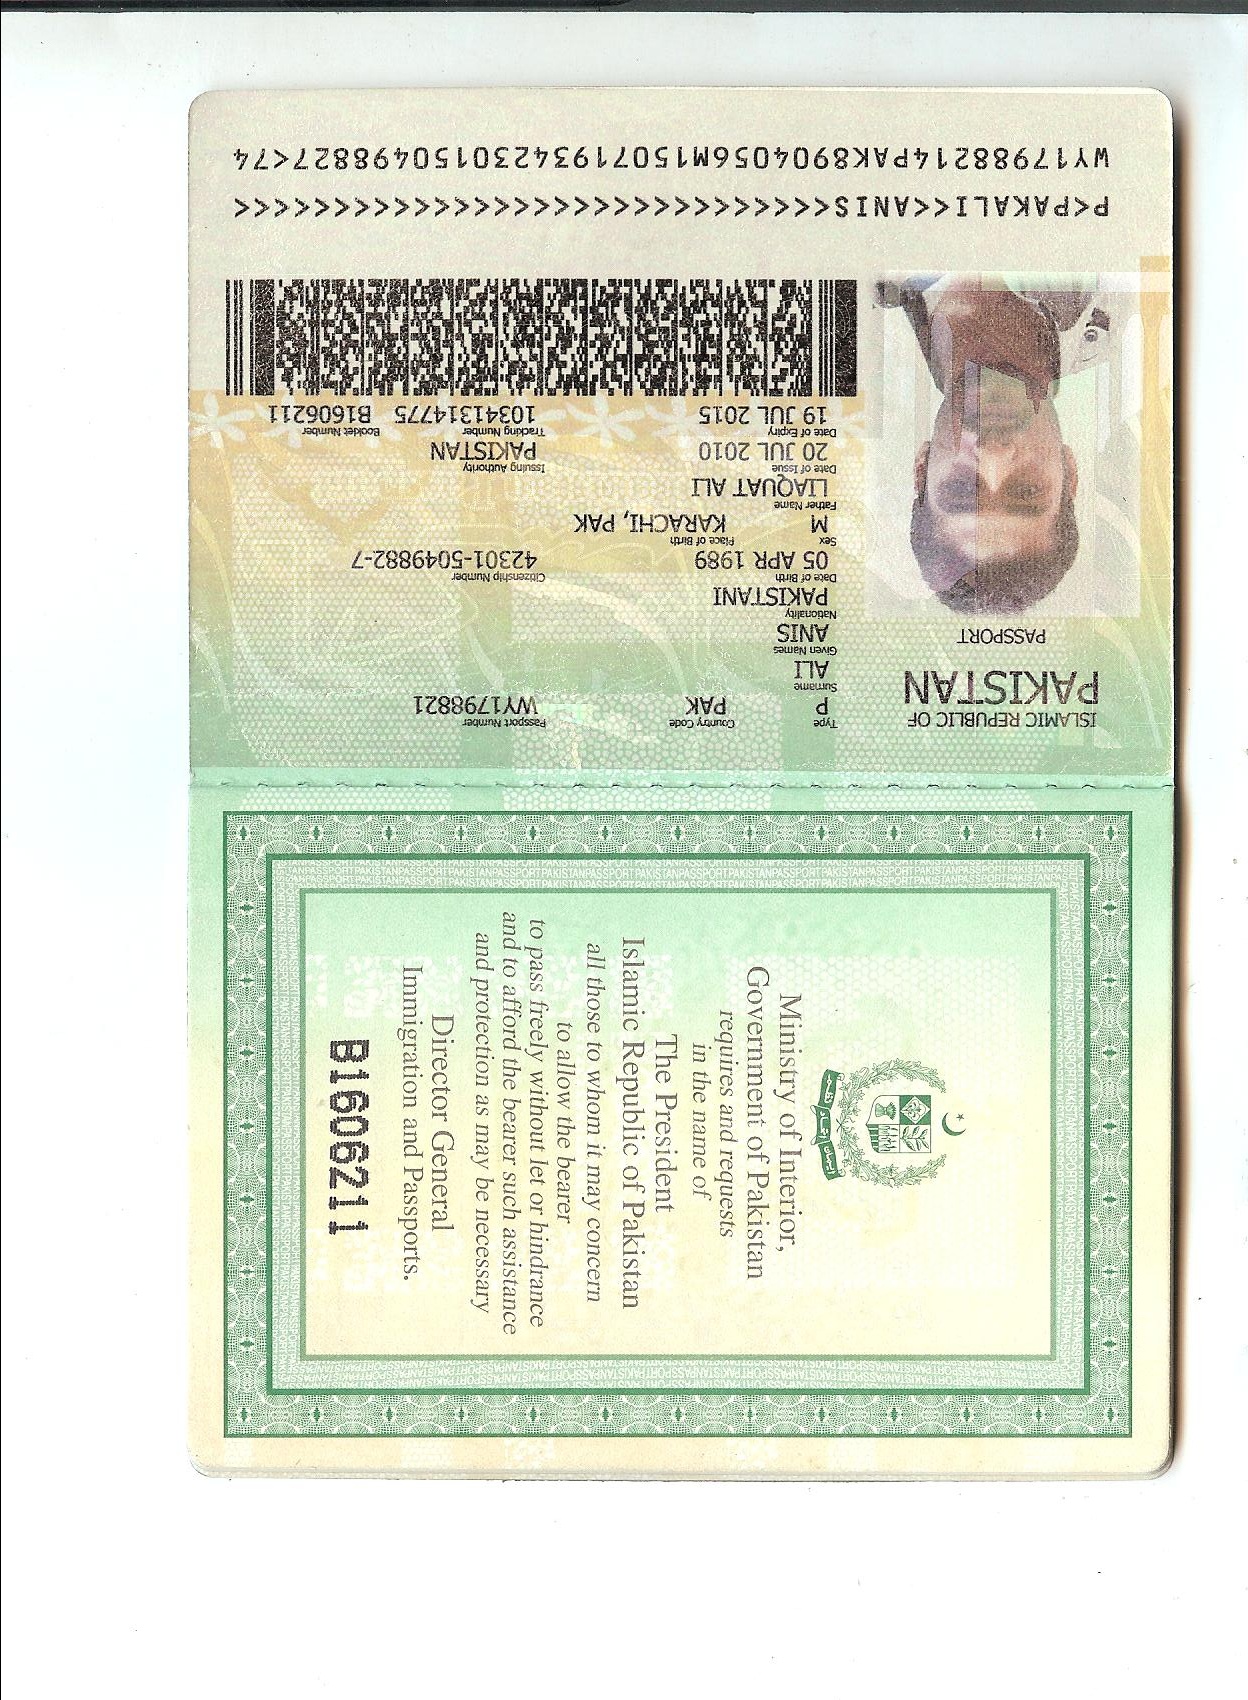 ISLAMIC REPUBLIC OF
PAKISTAN
PASSPORT
Type Country Code Passport Number
P PAK WY1798821
Surname
ALI
Given Names
ANIS
Nationality
PAKISTANI
Date of Birth Citizenship Number
05 APR 1989 42301-5049882-7
Sex Place of Birth
M KARACHI, PAK
Father Name
LIAQUAT ALI
Date of Issue Issuing Authority
20 JUL 2010 PAKISTAN
Date of Expiry Tracking Number Booklet Number
19 JUL 2015 10341314775 B1606211
P<PAKALI<<ANIS<<<<<<<<<<<<<<<<<<<<<<<<<<<<<<
WY17988214PAK8904056M15071934230150498827<74
Ministry of Interior,
Government of Pakistan
requires and requests
in the name of
The President
Islamic Republic of Pakistan
all those to whom it may concern
to allow the bearer
to pass freely without let or hindrance
and to afford the bearer such assistance
and protection as may be necessary
Director General
Immigration and Passports.
B1606211